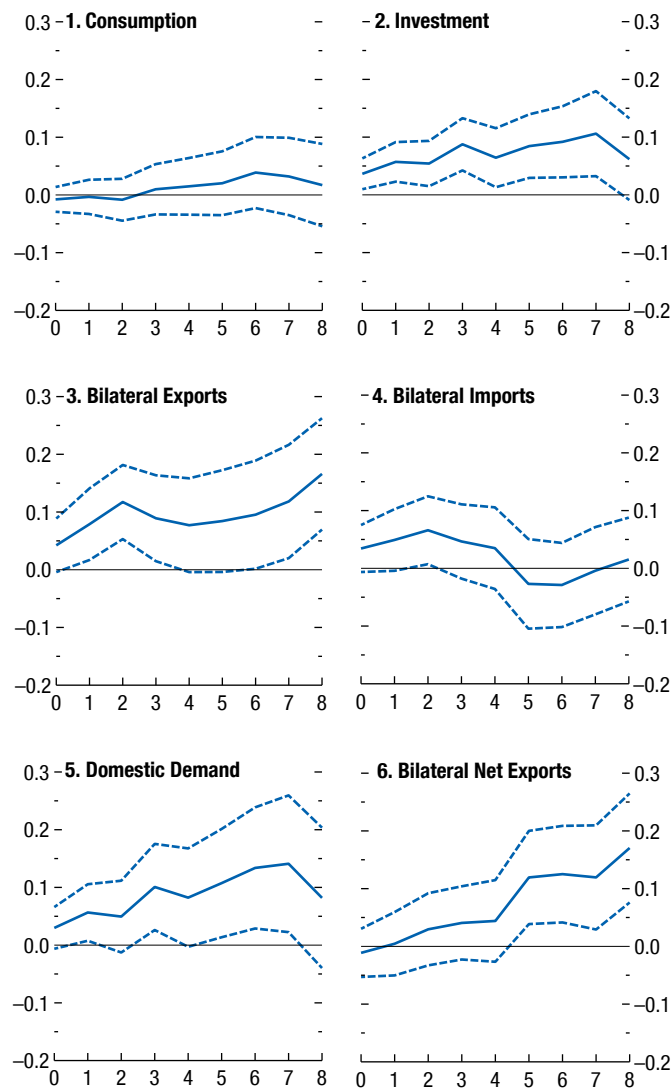 0.3 1. Consumption
0.2
0.1
0.0
–0.1
–0.2
0 1 2 3 4 5 6 7 8
2. Investment 0.3
0.2
0.1
0.0
–0.1
–0.2
0 1 2 3 4 5 6 7 8
0.3 3. Bilateral Exports
0.2
0.1
0.0
–0.1
–0.2
0 1 2 3 4 5 6 7 8
4. Bilateral Imports 0.3
0.2
0.1
0.0
–0.1
–0.2
0 1 2 3 4 5 6 7 8
0.3 5. Domestic Demand
0.2
0.1
0.0
–0.1
–0.2
0 1 2 3 4 5 6 7 8
6. Bilateral Net Exports 0.3
0.2
0.1
0.0
–0.1
–0.2
0 1 2 3 4 5 6 7 8